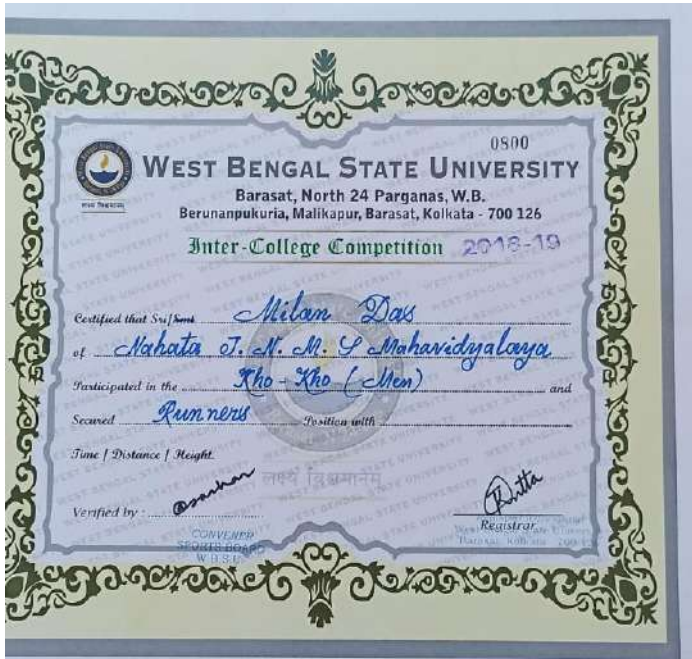 0800
WEST BENGAL STATE UNIVERSITY
Barasat, North 24 Parganas, W.B.
Berunanpukuria, Malikapur, Barasat, Kolkata - 700 126
Inter-College Competition 2018-19
Certified that Sri/Smt. Milan Das
of Nahata J. N. M. S Mahavidyalaya
Participated in the Kho-Kho (Men) and
Secured Runners Position with
Time / Distance / Height.
Verified by :
Registrar
CONVENER
SPORTS BOARD
W.B.S.U.